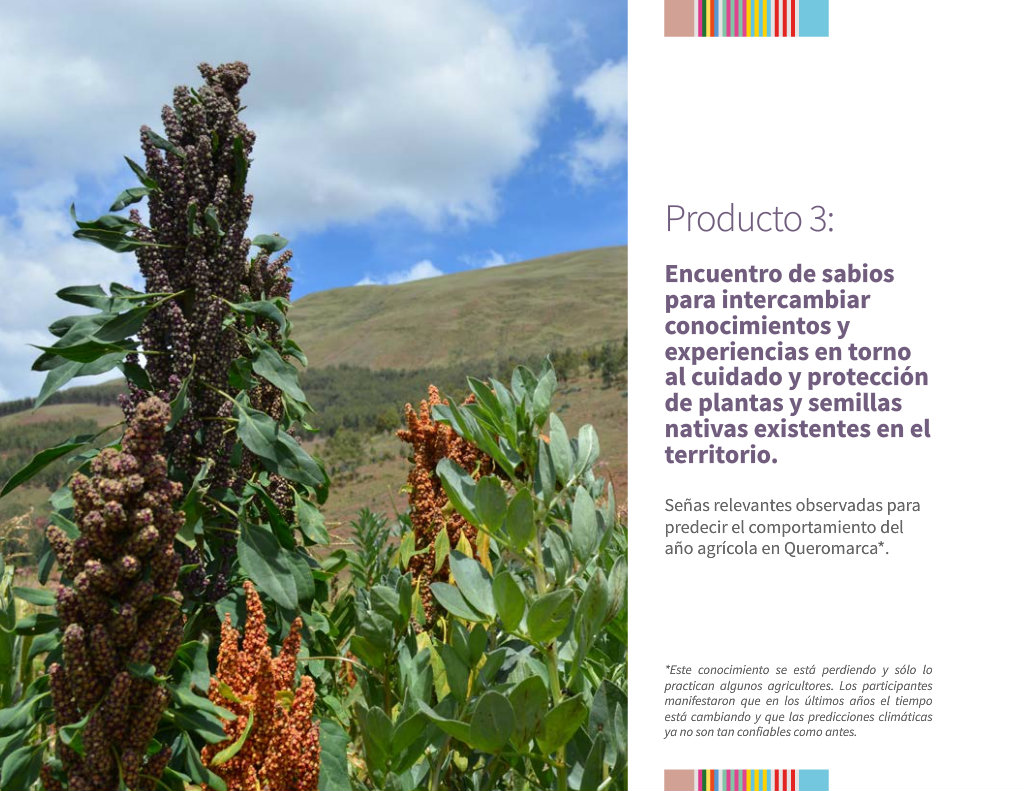 Producto 3:
Encuentro de sabios
para intercambiar
conocimientos y
experiencias en torno
al cuidado y protección
de plantas y semillas
nativas existentes en el
territorio.
Señas relevantes observadas para
predecir el comportamiento del
año agrícola en Queromarca*.
*Este conocimiento se está perdiendo y sólo lo
practican algunos agricultores. Los participantes
manifestaron que en los últimos años el tiempo
está cambiando y que las predicciones climáticas
ya no son tan confiables como antes.